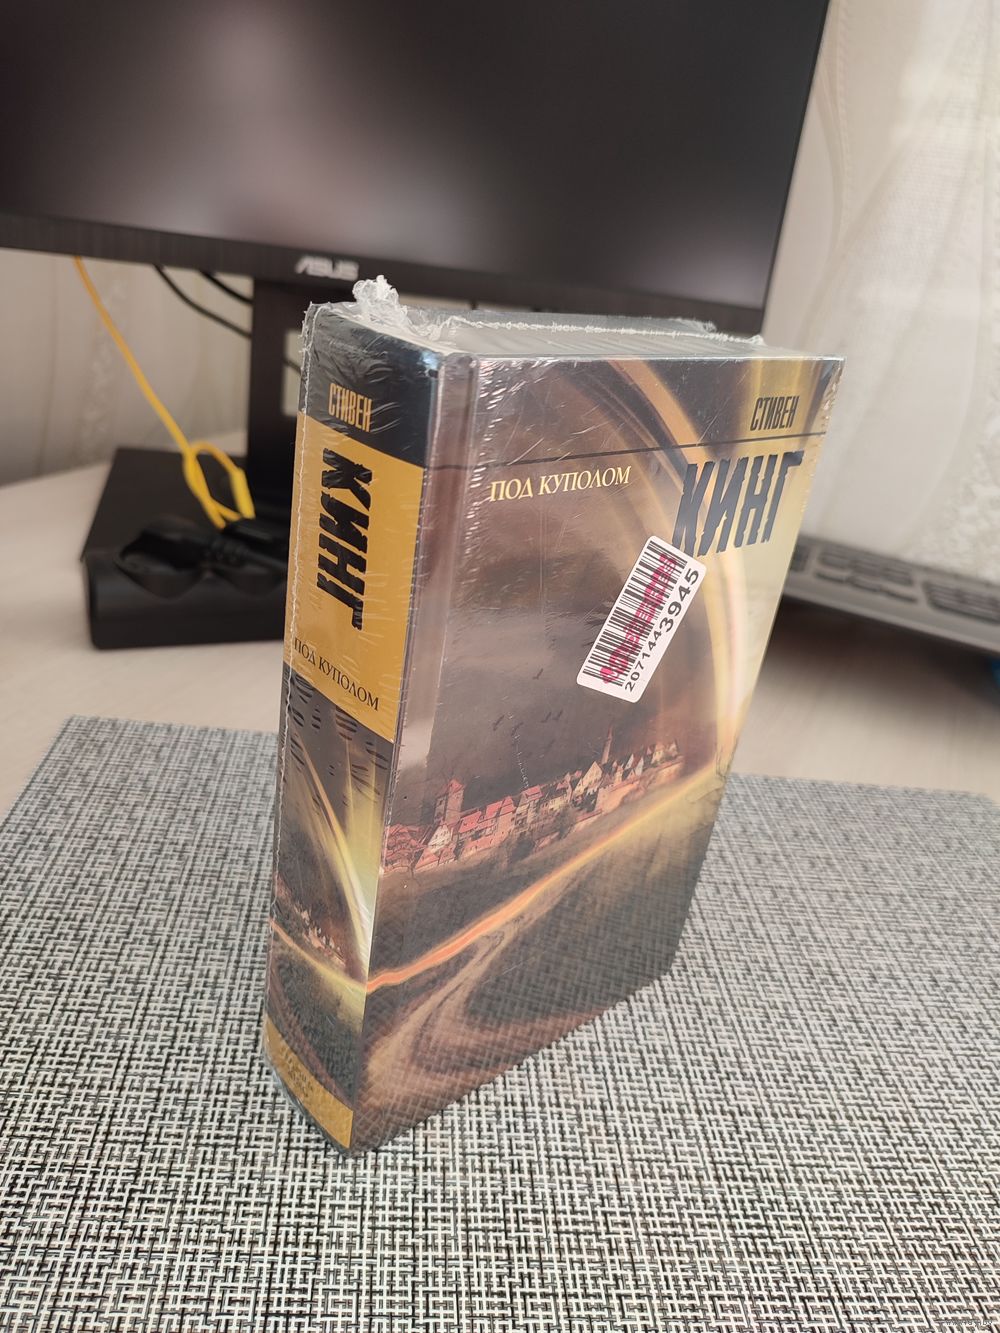 ASUS
СТИВЕН
КИНГ
ПОД КУПОЛОМ
СТИВЕН
КИНГ
ПОД КУПОЛОМ
2071443945